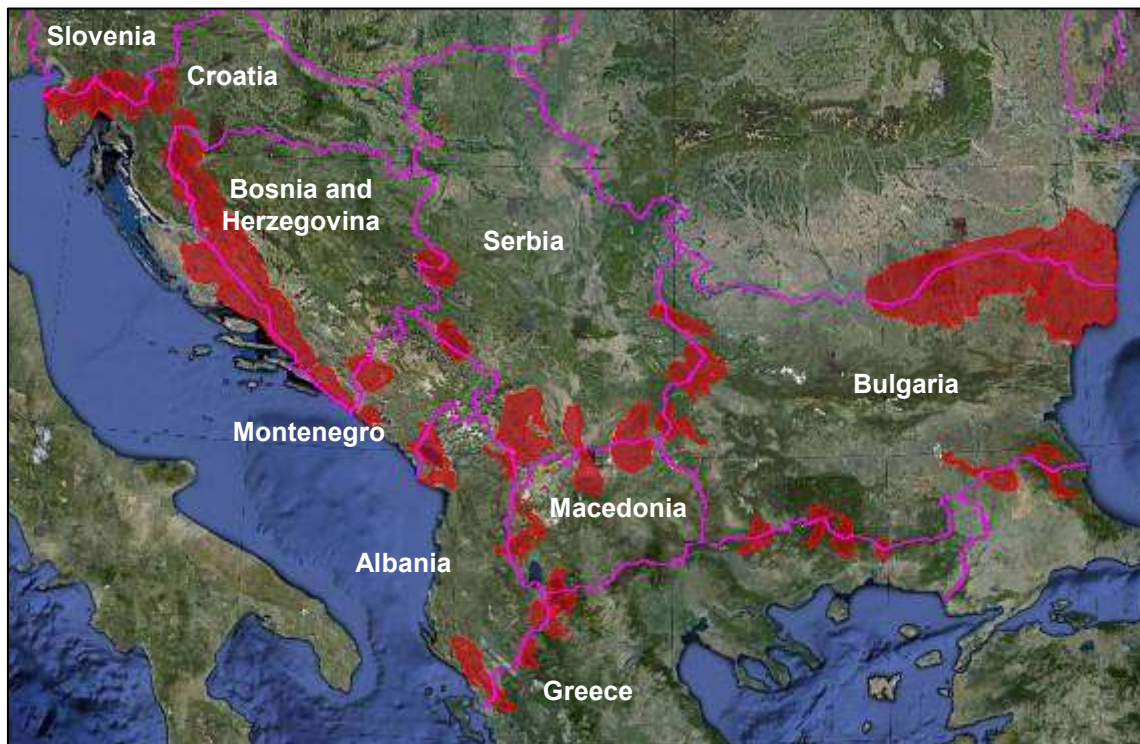 Slovenia
Croatia
Bosnia and
Herzegovina
Serbia
Bulgaria
Montenegro
Macedonia
Albania
Greece